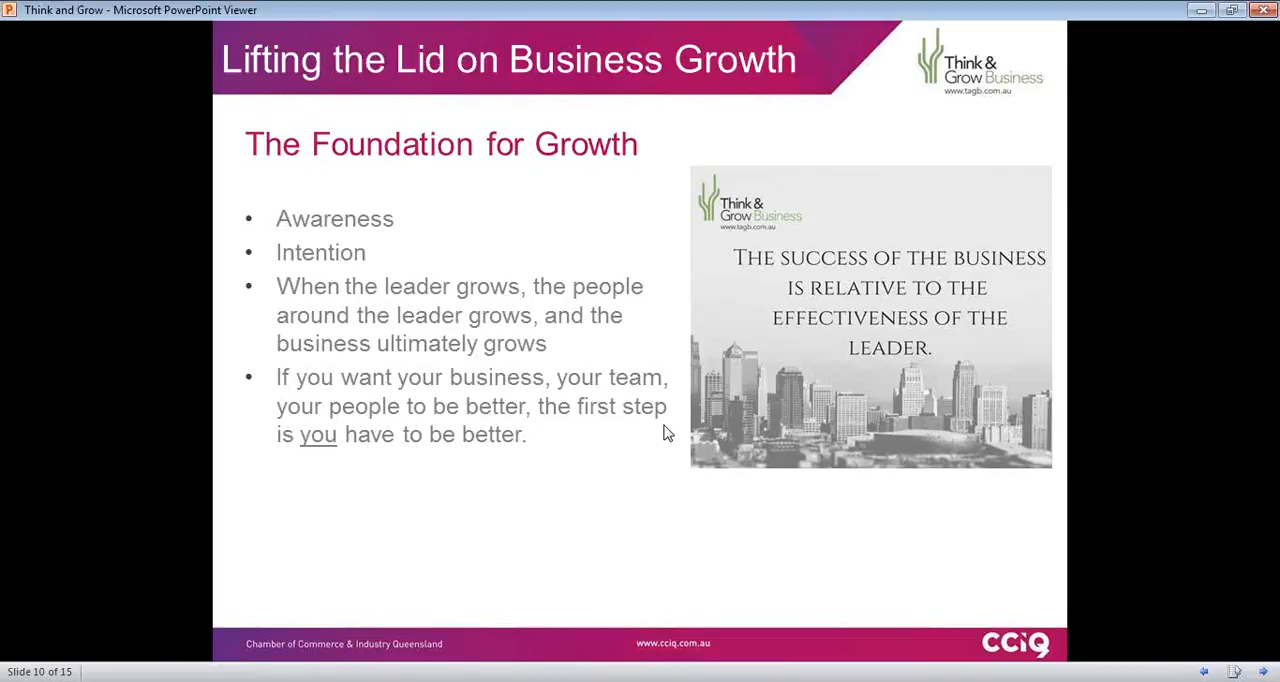 Think and Grow - Microsoft PowerPoint Viewer
Lifting the Lid on Business Growth
Think &
Grow Business
www.tagb.com.au
The Foundation for Growth
• Awareness
• Intention
• When the leader grows, the people
around the leader grows, and the
business ultimately grows
• If you want your business, your team,
your people to be better, the first step
is you have to be better.
Think &
Grow Business
www.tagb.com.au
THE SUCCESS OF THE BUSINESS
IS RELATIVE TO THE
EFFECTIVENESS OF THE
LEADER.
Chamber of Commerce & Industry Queensland
www.cciq.com.au
CCIQ
Slide 10 of 15